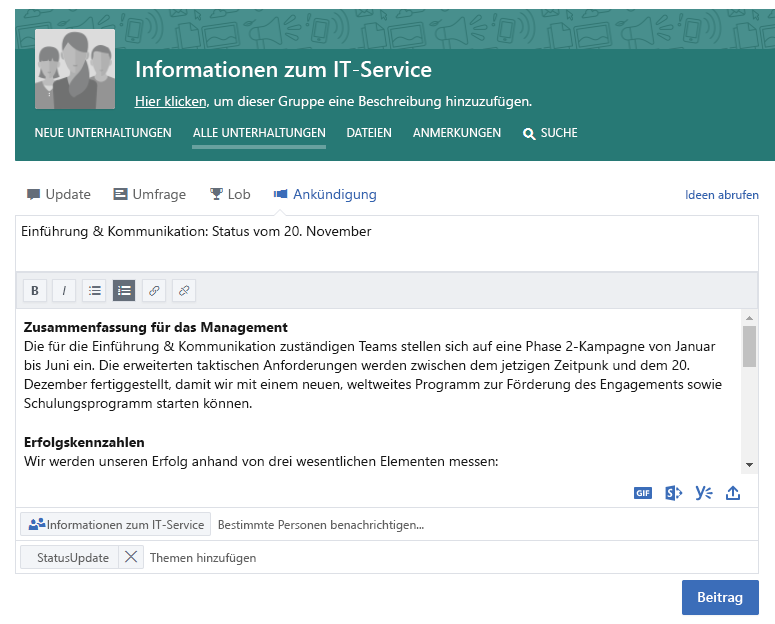 Informationen zum IT-Service
Hier klicken, um dieser Gruppe eine Beschreibung hinzuzufügen.
NEUE UNTERHALTUNGEN ALLE UNTERHALTUNGEN DATEIEN ANMERKUNGEN SUCHE
Update Umfrage Lob Ankündigung Ideen abrufen
Einführung & Kommunikation: Status vom 20. November
B I
Zusammenfassung für das Management
Die für die Einführung & Kommunikation zuständigen Teams stellen sich auf eine Phase 2-Kampagne von Januar
bis Juni ein. Die erweiterten taktischen Anforderungen werden zwischen dem jetzigen Zeitpunk und dem 20.
Dezember fertiggestellt, damit wir mit einem neuen, weltweites Programm zur Förderung des Engagements sowie
Schulungsprogramm starten können.
Erfolgskennzahlen
Wir werden unseren Erfolg anhand von drei wesentlichen Elementen messen:
GIF
Informationen zum IT-Service Bestimmte Personen benachrichtigen...
StatusUpdate Themen hinzufügen
Beitrag